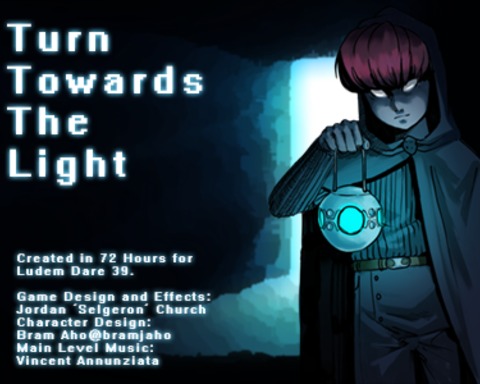 Turn
Towards
The
Light
Created in 72 Hours for
Ludem Dare 39.
Game Design and Effects:
Jordan 'Selgeron' Church
Character Design:
Bram Aho@bramjaho
Main Level Music:
Vincent Annunziata